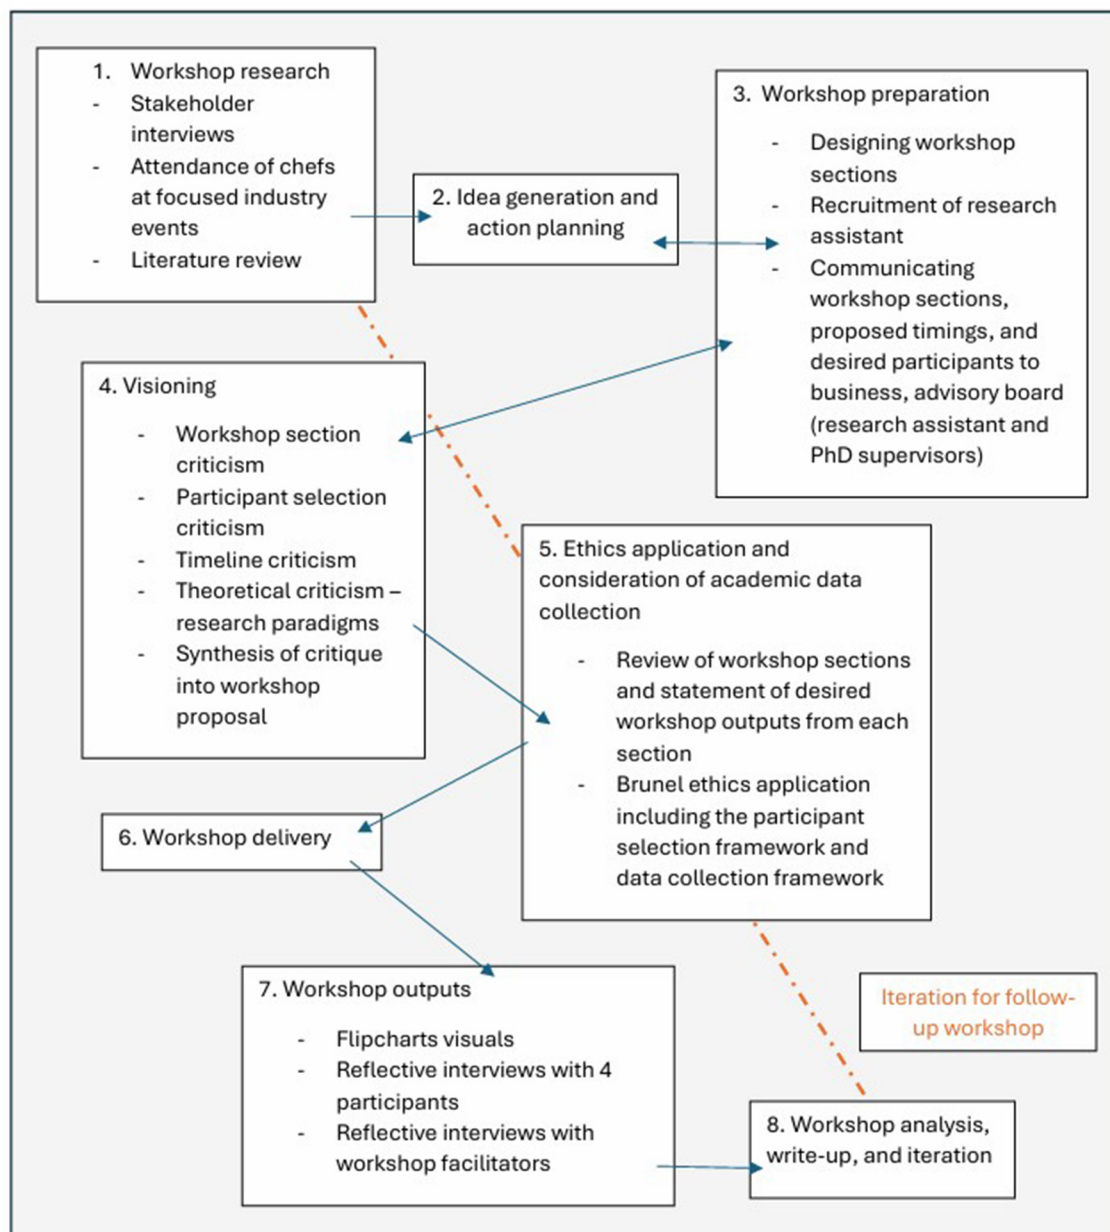 1. Workshop research
- Stakeholder
interviews
- Attendance of chefs
at focused industry
events
- Literature review
2. Idea generation and
action planning
3. Workshop preparation
- Designing workshop
sections
- Recruitment of research
assistant
- Communicating
workshop sections,
proposed timings, and
desired participants to
business, advisory board
(research assistant and
PhD supervisors)
4. Visioning
- Workshop section
criticism
- Participant selection
criticism
- Timeline criticism
- Theoretical criticism –
research paradigms
- Synthesis of critique
into workshop
proposal
5. Ethics application and
consideration of academic data
collection
- Review of workshop sections
and statement of desired
workshop outputs from each
section
- Brunel ethics application
including the participant
selection framework and
data collection framework
6. Workshop delivery
7. Workshop outputs
- Flipcharts visuals
- Reflective interviews with 4
participants
- Reflective interviews with
workshop facilitators
Iteration for follow-
up workshop
8. Workshop analysis,
write-up, and iteration